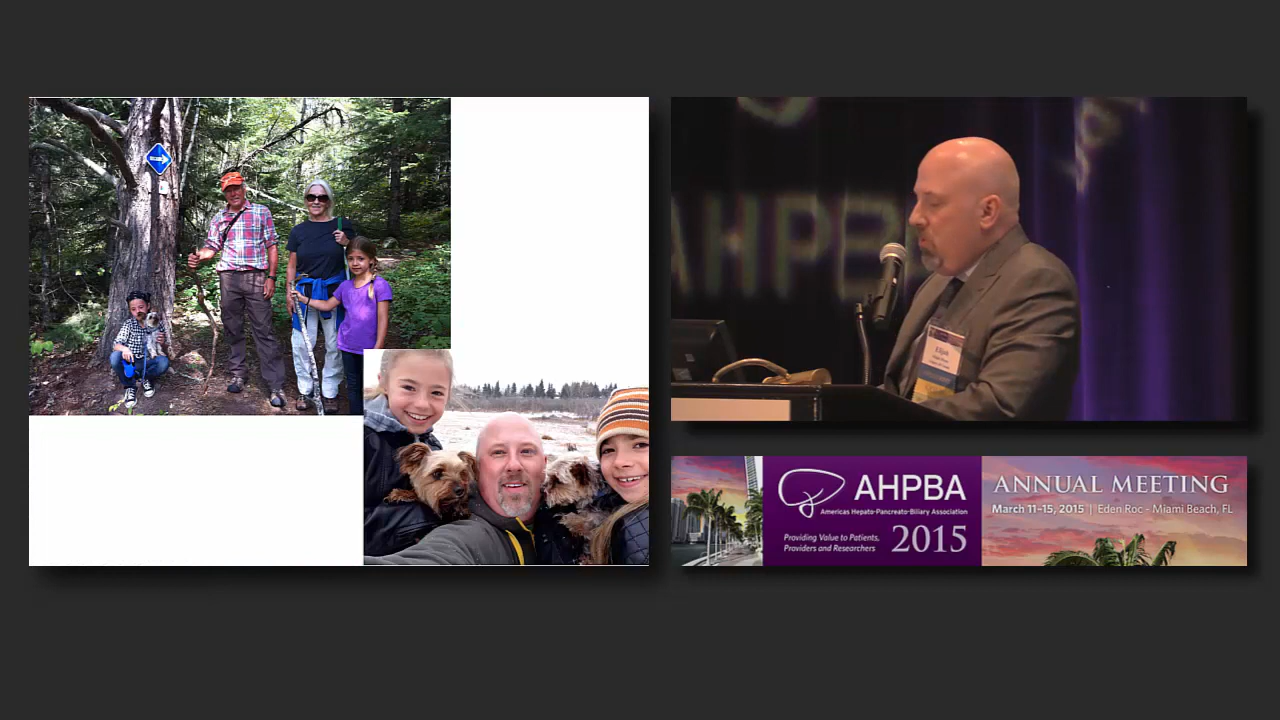 AHPBA
Elijah
AHPBA
Americas Hepato-Pancreato-Biliary Association
Providing Value to Patients,
Providers and Researchers
2015
ANNUAL MEETING
March 11-15, 2015 | Eden Roc - Miami Beach, FL